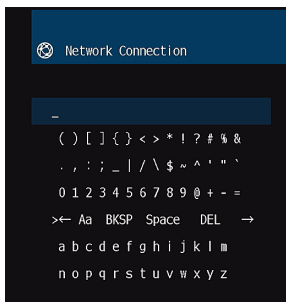 Network Connection
_
( ) [ ] { } < > * ! ? # % &
. , : ; _ | / \ $ ~ ^ ' " `
0 1 2 3 4 5 6 7 8 9 @ + - =
>← Aa BKSP Space DEL →
a b c d e f g h i j k l m
n o p q r s t u v w x y z